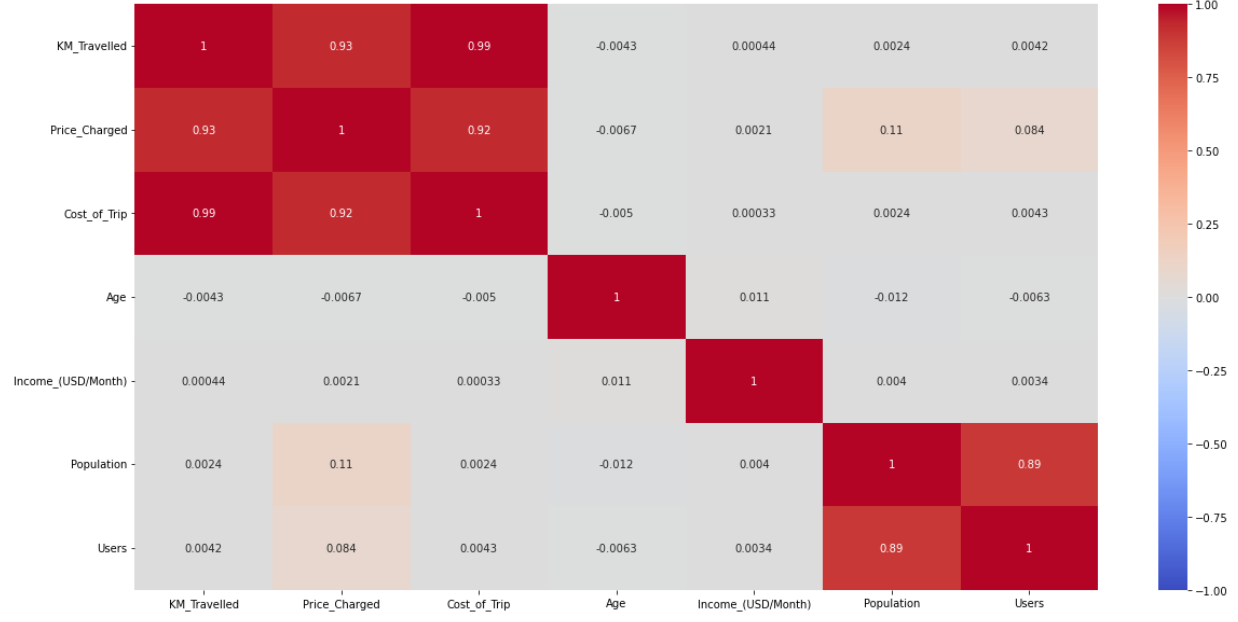 KM_Travelled 1 0.93 0.99 -0.0043 0.00044 0.0024 0.0042
Price_Charged 0.93 1 0.92 -0.0067 0.0021 0.11 0.084
Cost_of_Trip 0.99 0.92 1 -0.005 0.00033 0.0024 0.0043
Age -0.0043 -0.0067 -0.005 1 0.011 -0.012 -0.0063
Income_(USD/Month) 0.00044 0.0021 0.00033 0.011 1 0.004 0.0034
Population 0.0024 0.11 0.0024 -0.012 0.004 1 0.89
Users 0.0042 0.084 0.0043 -0.0063 0.0034 0.89 1
KM_Travelled Price_Charged Cost_of_Trip Age Income_(USD/Month) Population Users
1.00
0.75
0.50
0.25
0.00
−0.25
−0.50
−0.75
−1.00